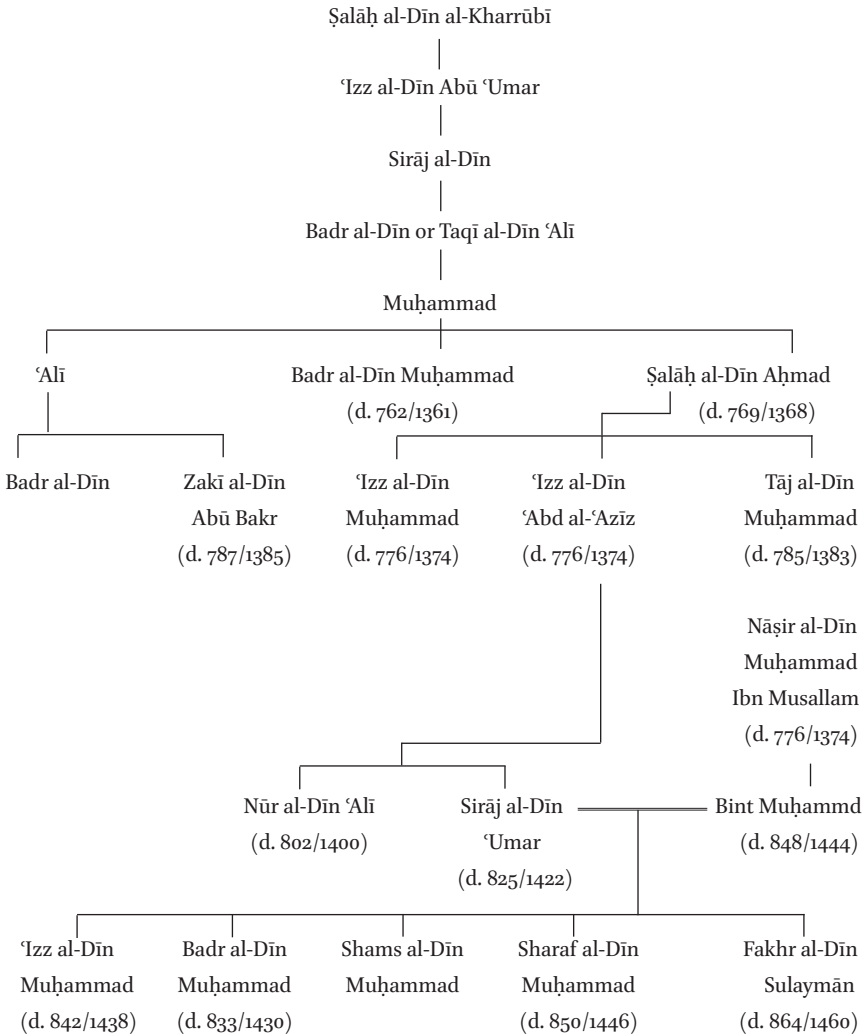 Ṣalāḥ al-Dīn al-Kharrūbī
ʿIzz al-Dīn Abū ʿUmar
Sirāj al-Dīn
Badr al-Dīn or Taqī al-Dīn ʿAlī
Muḥammad
ʿAlī
Badr al-Dīn Muḥammad
(d. 762/1361)
Ṣalāḥ al-Dīn Aḥmad
(d. 769/1368)
Badr al-Dīn
Zakī al-Dīn
Abū Bakr
(d. 787/1385)
ʿIzz al-Dīn
Muḥammad
(d. 776/1374)
ʿIzz al-Dīn
ʿAbd al-ʿAzīz
(d. 776/1374)
Tāj al-Dīn
Muḥammad
(d. 785/1383)
Nāṣir al-Dīn
Muḥammad
Ibn Musallam
(d. 776/1374)
Nūr al-Dīn ʿAlī
(d. 802/1400)
Sirāj al-Dīn
ʿUmar
(d. 825/1422)
Bint Muḥammd
(d. 848/1444)
ʿIzz al-Dīn
Muḥammad
(d. 842/1438)
Badr al-Dīn
Muḥammad
(d. 833/1430)
Shams al-Dīn
Muḥammad
Sharaf al-Dīn
Muḥammad
(d. 850/1446)
Fakhr al-Dīn
Sulaymān
(d. 864/1460)